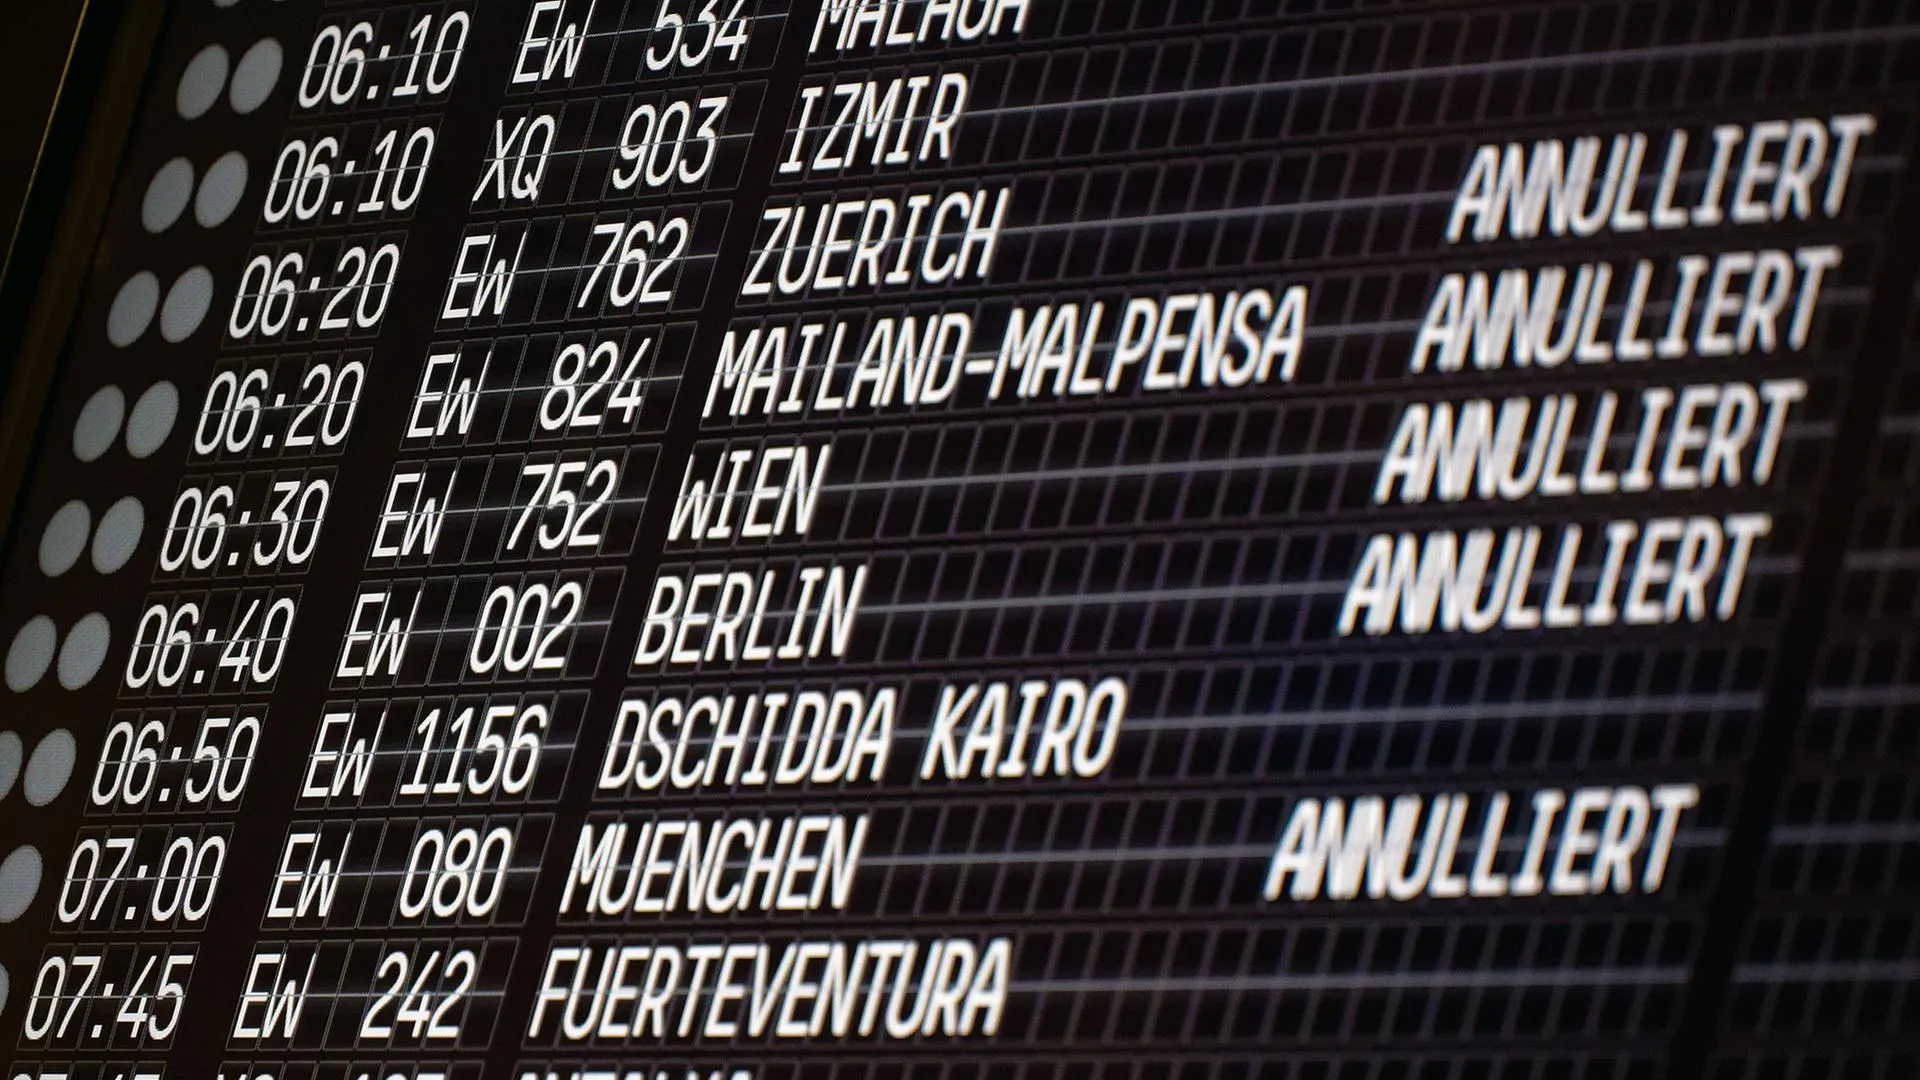 06:10 EW 534 MALAGA
06:10 XQ 903 IZMIR
06:20 EW 762 ZUERICH ANNULLIERT
06:20 EW 824 MAILAND-MALPENSA ANNULLIERT
06:30 EW 752 WIEN ANNULLIERT
06:40 EW 002 BERLIN ANNULLIERT
06:50 EW 1156 DSCHIDDA KAIRO
07:00 EW 080 MUENCHEN ANNULLIERT
07:45 EW 242 FUERTEVENTURA
ANTALYA